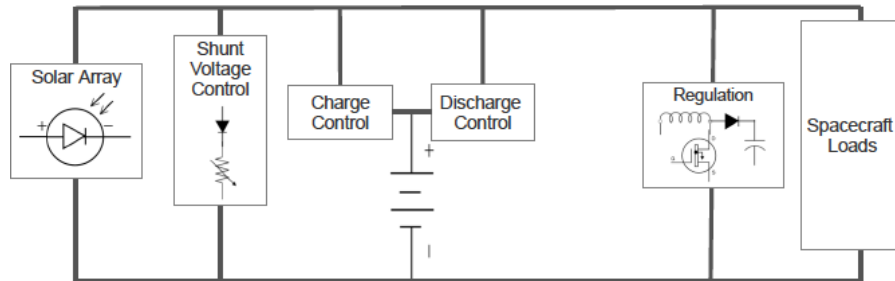 Solar Array
+
−
Shunt
Voltage
Control
Charge
Control
Discharge
Control
+
|
Regulation
D
G
S
Spacecraft
Loads